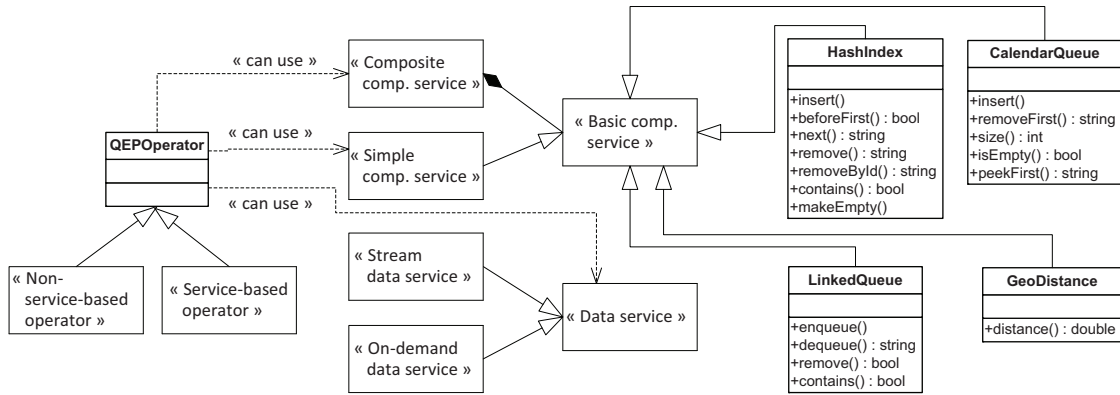 « can use »
« Composite
comp. service »
HashIndex
CalendarQueue
+insert()
+beforeFirst() : bool
+next() : string
+remove() : string
+removeById() : string
+contains() : bool
+makeEmpty()
+insert()
+removeFirst() : string
+size() : int
+isEmpty() : bool
+peekFirst() : string
« Basic comp.
service »
« can use »
QEPOperator
« Simple
comp. service »
« can use »
« Stream
data service »
« Non-
service-based
operator »
« Service-based
operator »
« Data service »
« On-demand
data service »
LinkedQueue
GeoDistance
+enqueue()
+dequeue() : string
+remove() : bool
+contains() : bool
+distance() : double